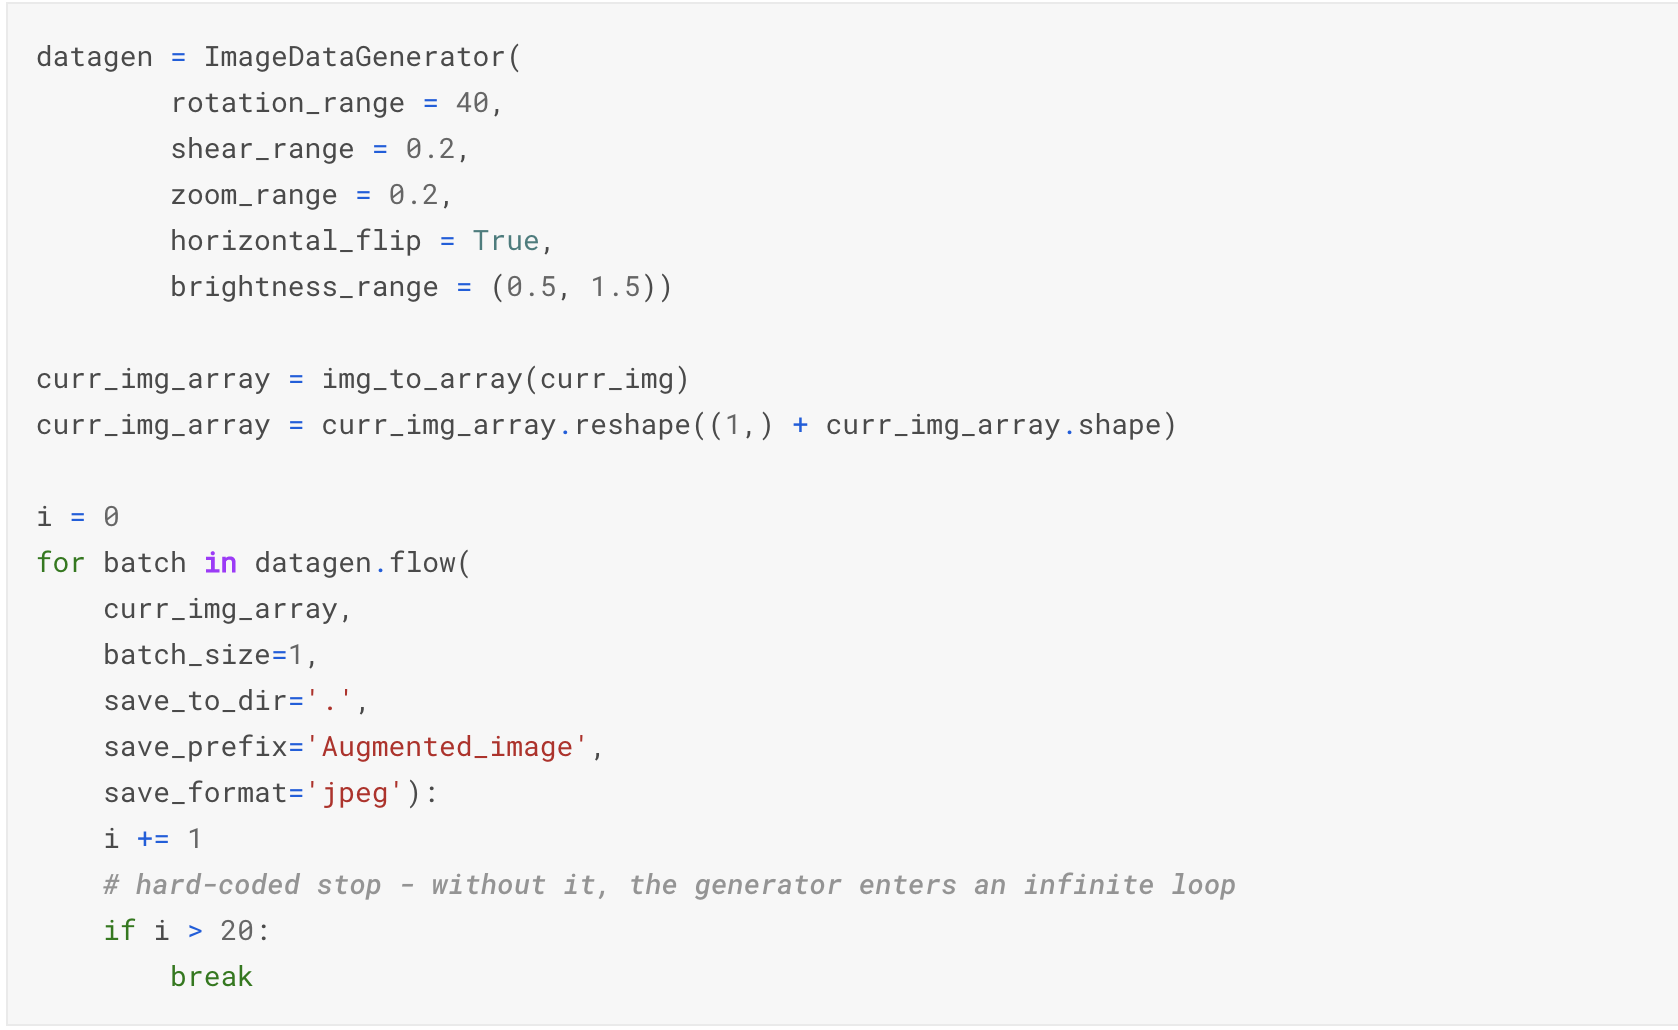 datagen = ImageDataGenerator(
        rotation_range = 40,
        shear_range = 0.2,
        zoom_range = 0.2,
        horizontal_flip = True,
        brightness_range = (0.5, 1.5))

curr_img_array = img_to_array(curr_img)
curr_img_array = curr_img_array.reshape((1,) + curr_img_array.shape)

i = 0
for batch in datagen.flow(
    curr_img_array,
    batch_size=1,
    save_to_dir='.',
    save_prefix='Augmented_image',
    save_format='jpeg'):
    i += 1
    # hard-coded stop - without it, the generator enters an infinite loop
    if i > 20:
        break